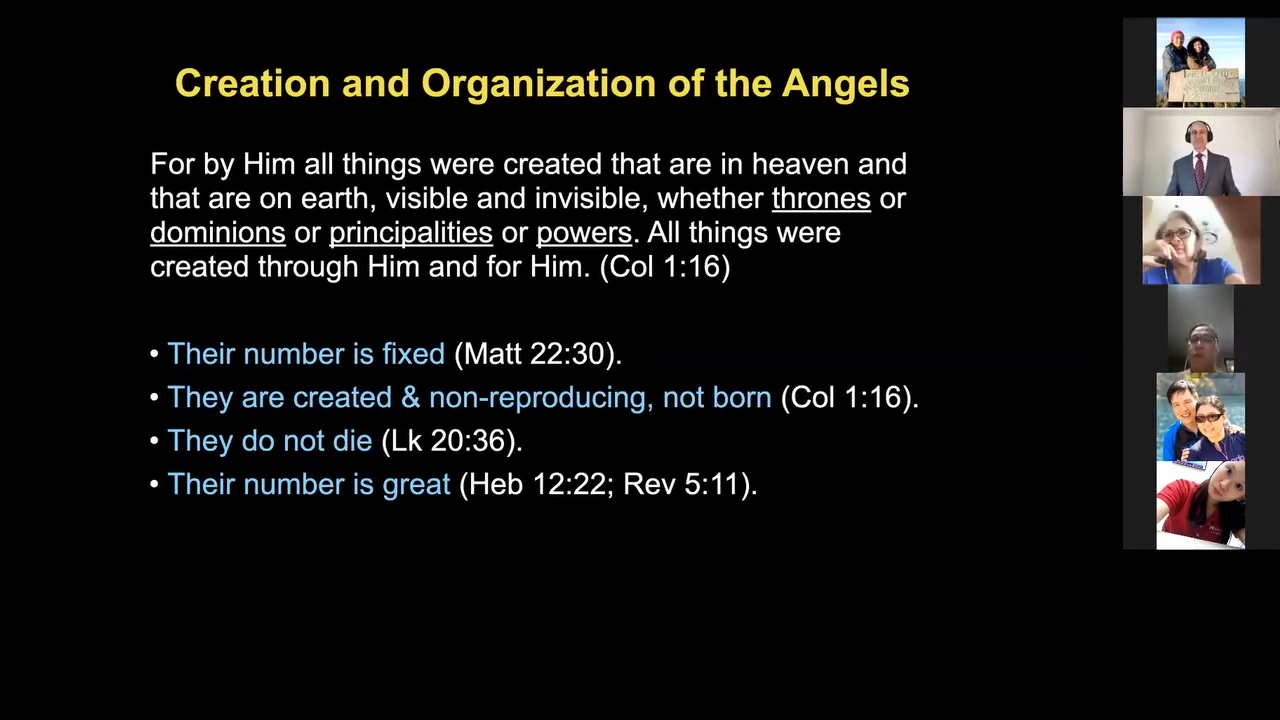 Creation and Organization of the Angels
For by Him all things were created that are in heaven and
that are on earth, visible and invisible, whether thrones or
dominions or principalities or powers. All things were
created through Him and for Him. (Col 1:16)
• Their number is fixed (Matt 22:30).
• They are created & non-reproducing, not born (Col 1:16).
• They do not die (Lk 20:36).
• Their number is great (Heb 12:22; Rev 5:11).